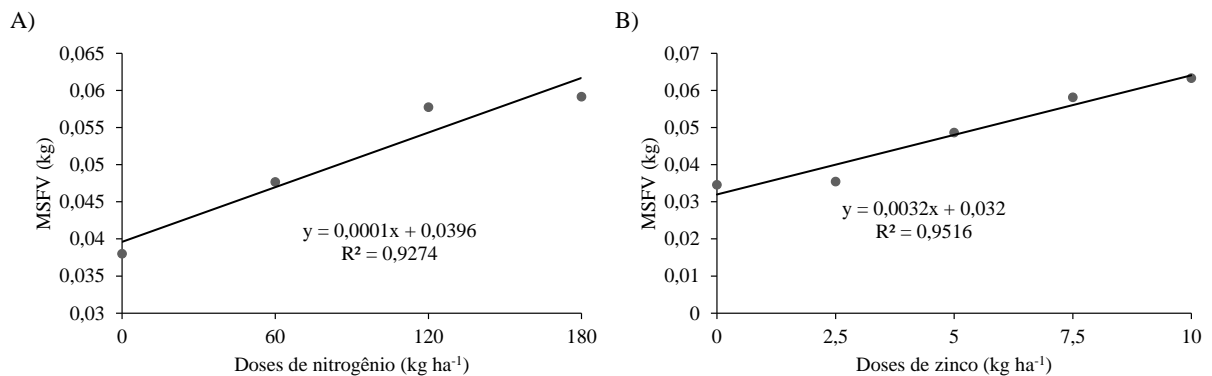 A)
0,065
0,06
0,055
0,05
0,045
0,04
0,035
0,03
MSFV (kg)
y = 0,0001x + 0,0396
R² = 0,9274
0 60 120 180
Doses de nitrogênio (kg ha⁻¹)
B)
0,07
0,06
0,05
0,04
0,03
0,02
0,01
0
MSFV (kg)
y = 0,0032x + 0,032
R² = 0,9516
0 2,5 5 7,5 10
Doses de zinco (kg ha⁻¹)